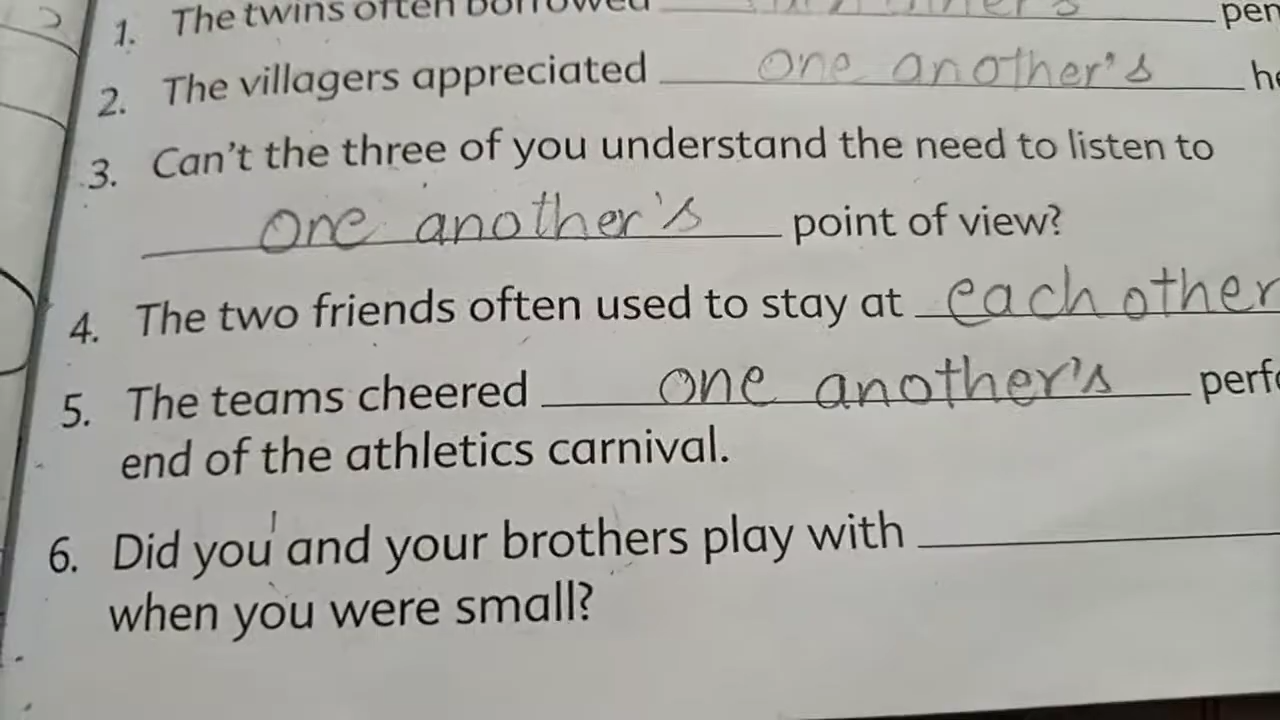 1. The twins often borrowed pen
2. The villagers appreciated one another's he
3. Can't the three of you understand the need to listen to
one another's point of view?
4. The two friends often used to stay at each other
5. The teams cheered one another's perfo
end of the athletics carnival.
6. Did you and your brothers play with
when you were small?